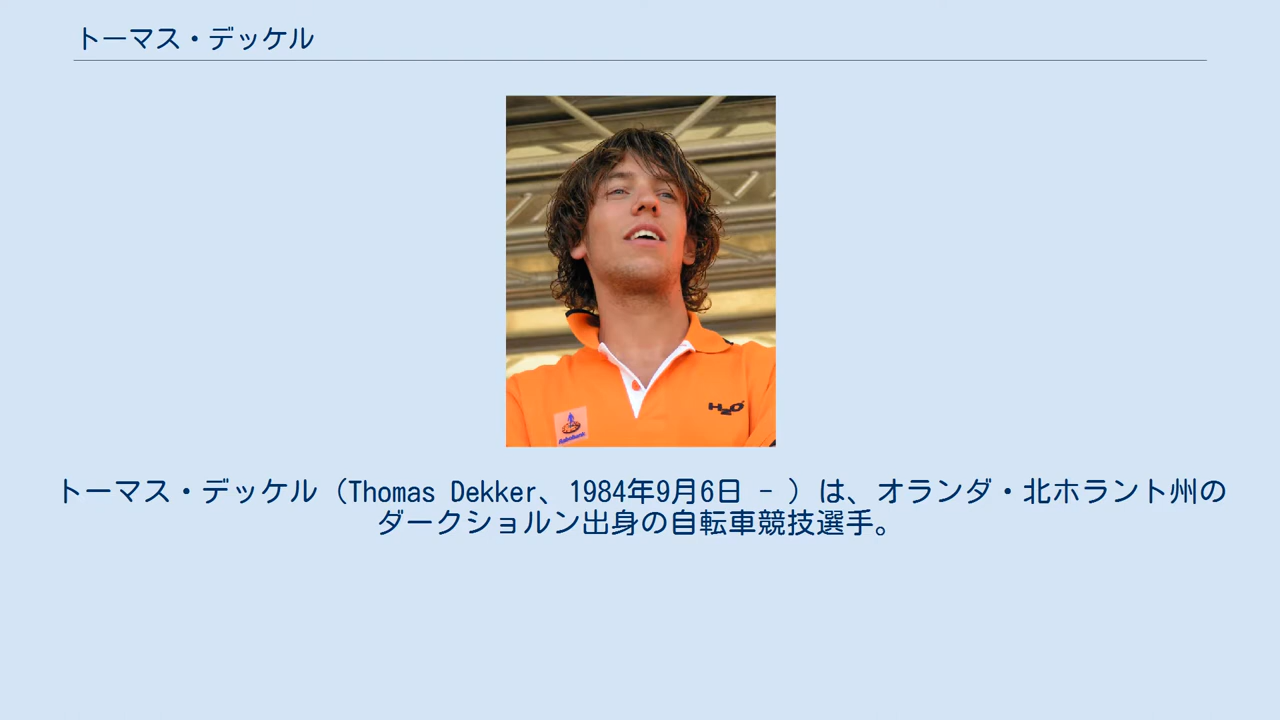 トーマス・デッケル
H2O
Rabobank
トーマス・デッケル（Thomas Dekker、1984年9月6日 - ）は、オランダ・北ホラント州の
ダークショルン出身の自転車競技選手。